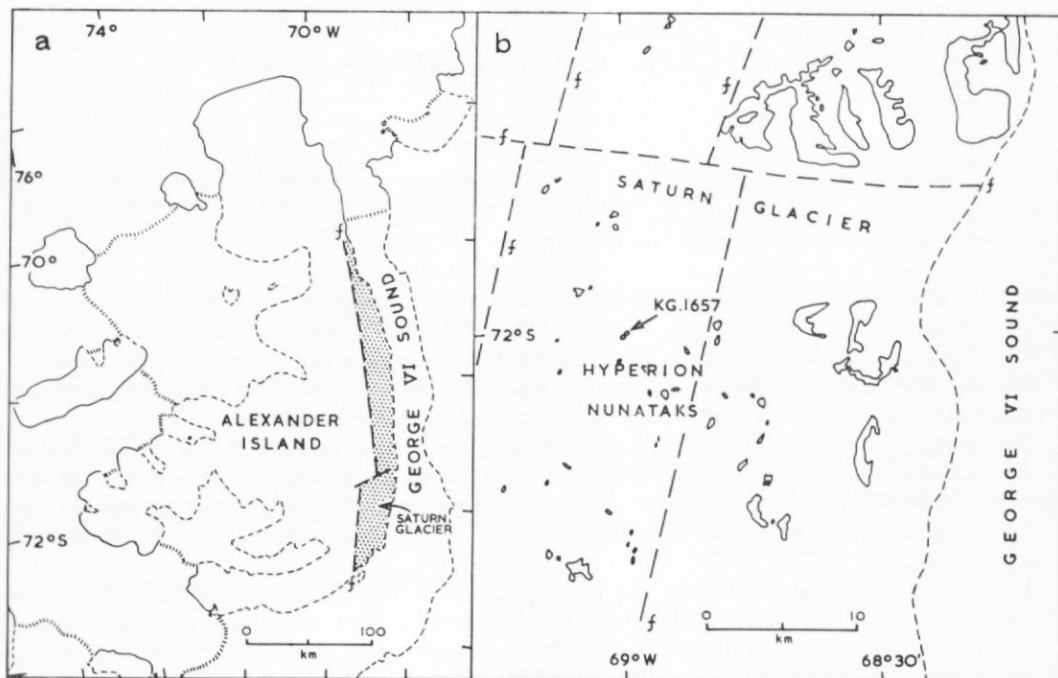 a
74°
70° W
76°
70°
72°S
f
GEORGE VI SOUND
ALEXANDER
ISLAND
SATURN
GLACIER
0 100
km
b
f
f
f
f
f
f
SATURN GLACIER
KG.1657
72°S
HYPERION
NUNATAKS
GEORGE VI SOUND
f
0 10
km
69°W
68°30'